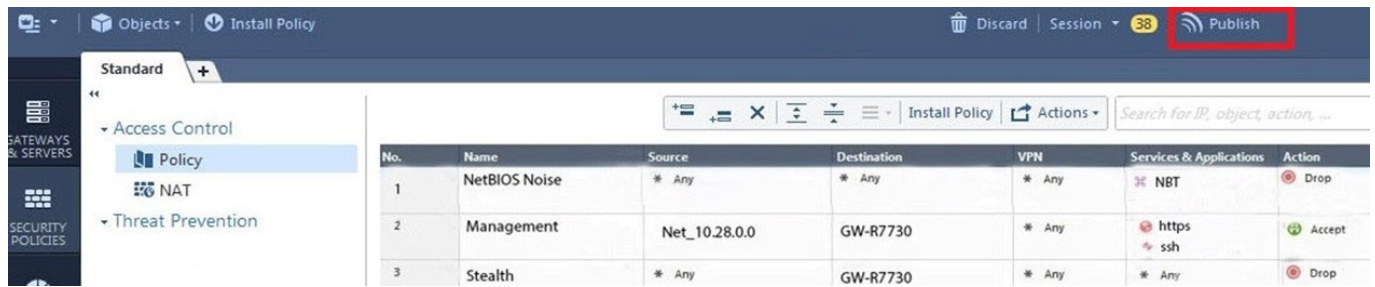 Objects
Install Policy
Discard
Session
38
Publish
Standard
+
GATEWAYS
& SERVERS
SECURITY
POLICIES
Access Control
Policy
NAT
Threat Prevention
Install Policy
Actions
Search for IP, object, action, ...
No. Name Source Destination VPN Services & Applications Action
1 NetBIOS Noise * Any * Any * Any NBT Drop
2 Management Net_10.28.0.0 GW-R7730 * Any https Accept
ssh
3 Stealth * Any GW-R7730 * Any * Any Drop